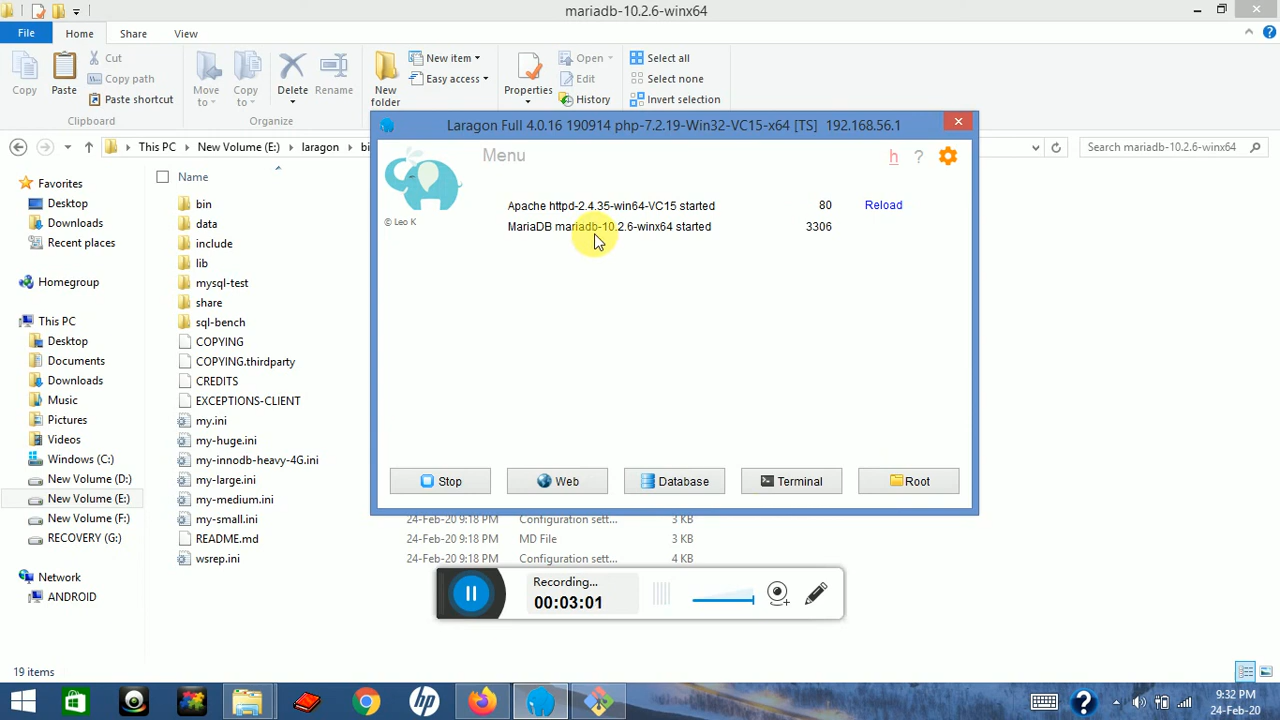 mariadb-10.2.6-winx64
File Home Share View
Copy Paste Cut Copy path Paste shortcut Move to Copy to Delete Rename New folder New item Easy access Properties Open Edit History Select all Select none Invert selection
Clipboard Organize
This PC New Volume (E:) laragon bi Search mariadb-10.2.6-winx64
Favorites
Desktop
Downloads
Recent places
Homegroup
This PC
Desktop
Documents
Downloads
Music
Pictures
Videos
Windows (C:)
New Volume (D:)
New Volume (E:)
New Volume (F:)
RECOVERY (G:)
Network
ANDROID
Name
bin
data
include
lib
mysql-test
share
sql-bench
COPYING
COPYING.thirdparty
CREDITS
EXCEPTIONS-CLIENT
my.ini
my-huge.ini
my-innodb-heavy-4G.ini
my-large.ini
my-medium.ini
my-small.ini 24-Feb-20 9:18 PM Configuration sett... 3 KB
README.md 24-Feb-20 9:18 PM MD File 3 KB
wsrep.ini 24-Feb-20 9:18 PM Configuration sett... 4 KB
Laragon Full 4.0.16 190914 php-7.2.19-Win32-VC15-x64 [TS] 192.168.56.1
Menu h ?
© Leo K
Apache httpd-2.4.35-win64-VC15 started 80 Reload
MariaDB mariadb-10.2.6-winx64 started 3306
Stop Web Database Terminal Root
Recording...
00:03:01
19 items
hp
9:32 PM
24-Feb-20